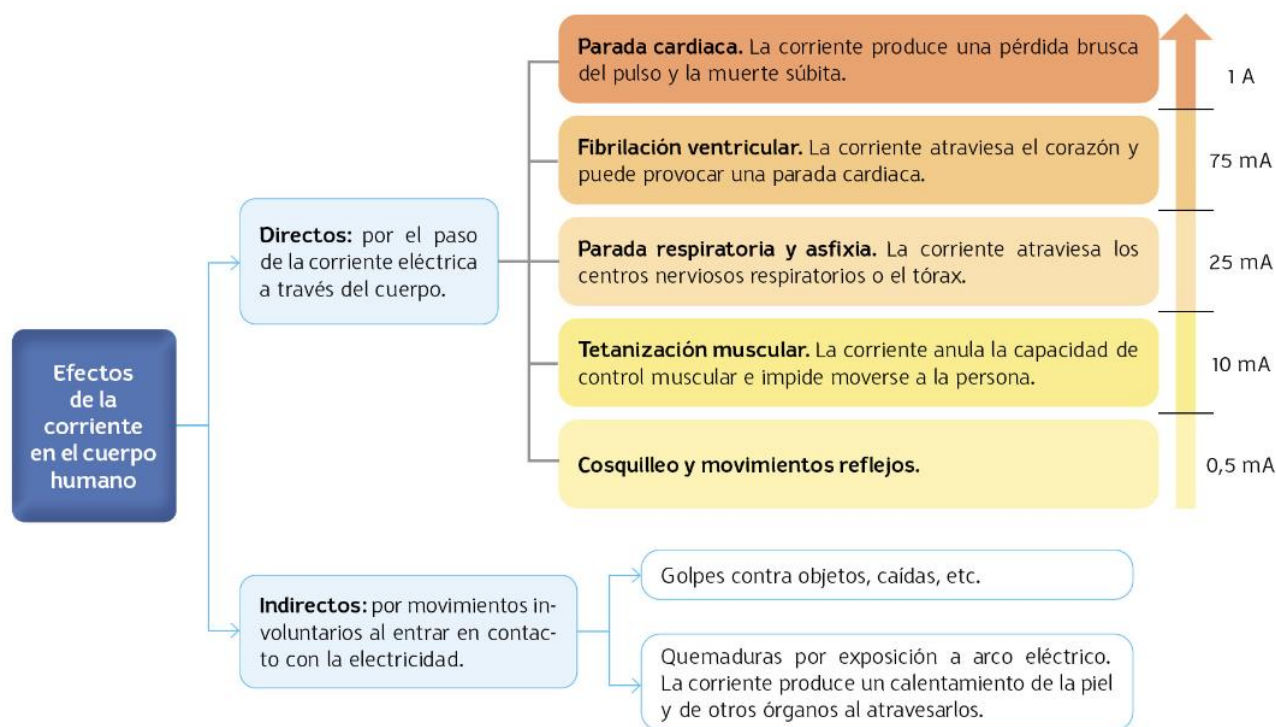 Efectos
de la
corriente
en el cuerpo
humano
Directos: por el paso
de la corriente eléctrica
a través del cuerpo.
Parada cardiaca. La corriente produce una pérdida brusca
del pulso y la muerte súbita.
1 A
Fibrilación ventricular. La corriente atraviesa el corazón y
puede provocar una parada cardiaca.
75 mA
Parada respiratoria y asfixia. La corriente atraviesa los
centros nerviosos respiratorios o el tórax.
25 mA
Tetanización muscular. La corriente anula la capacidad de
control muscular e impide moverse a la persona.
10 mA
Cosquilleo y movimientos reflejos.
0,5 mA
Indirectos: por movimientos in-
voluntarios al entrar en contac-
to con la electricidad.
Golpes contra objetos, caídas, etc.
Quemaduras por exposición a arco eléctrico.
La corriente produce un calentamiento de la piel
y de otros órganos al atravesarlos.